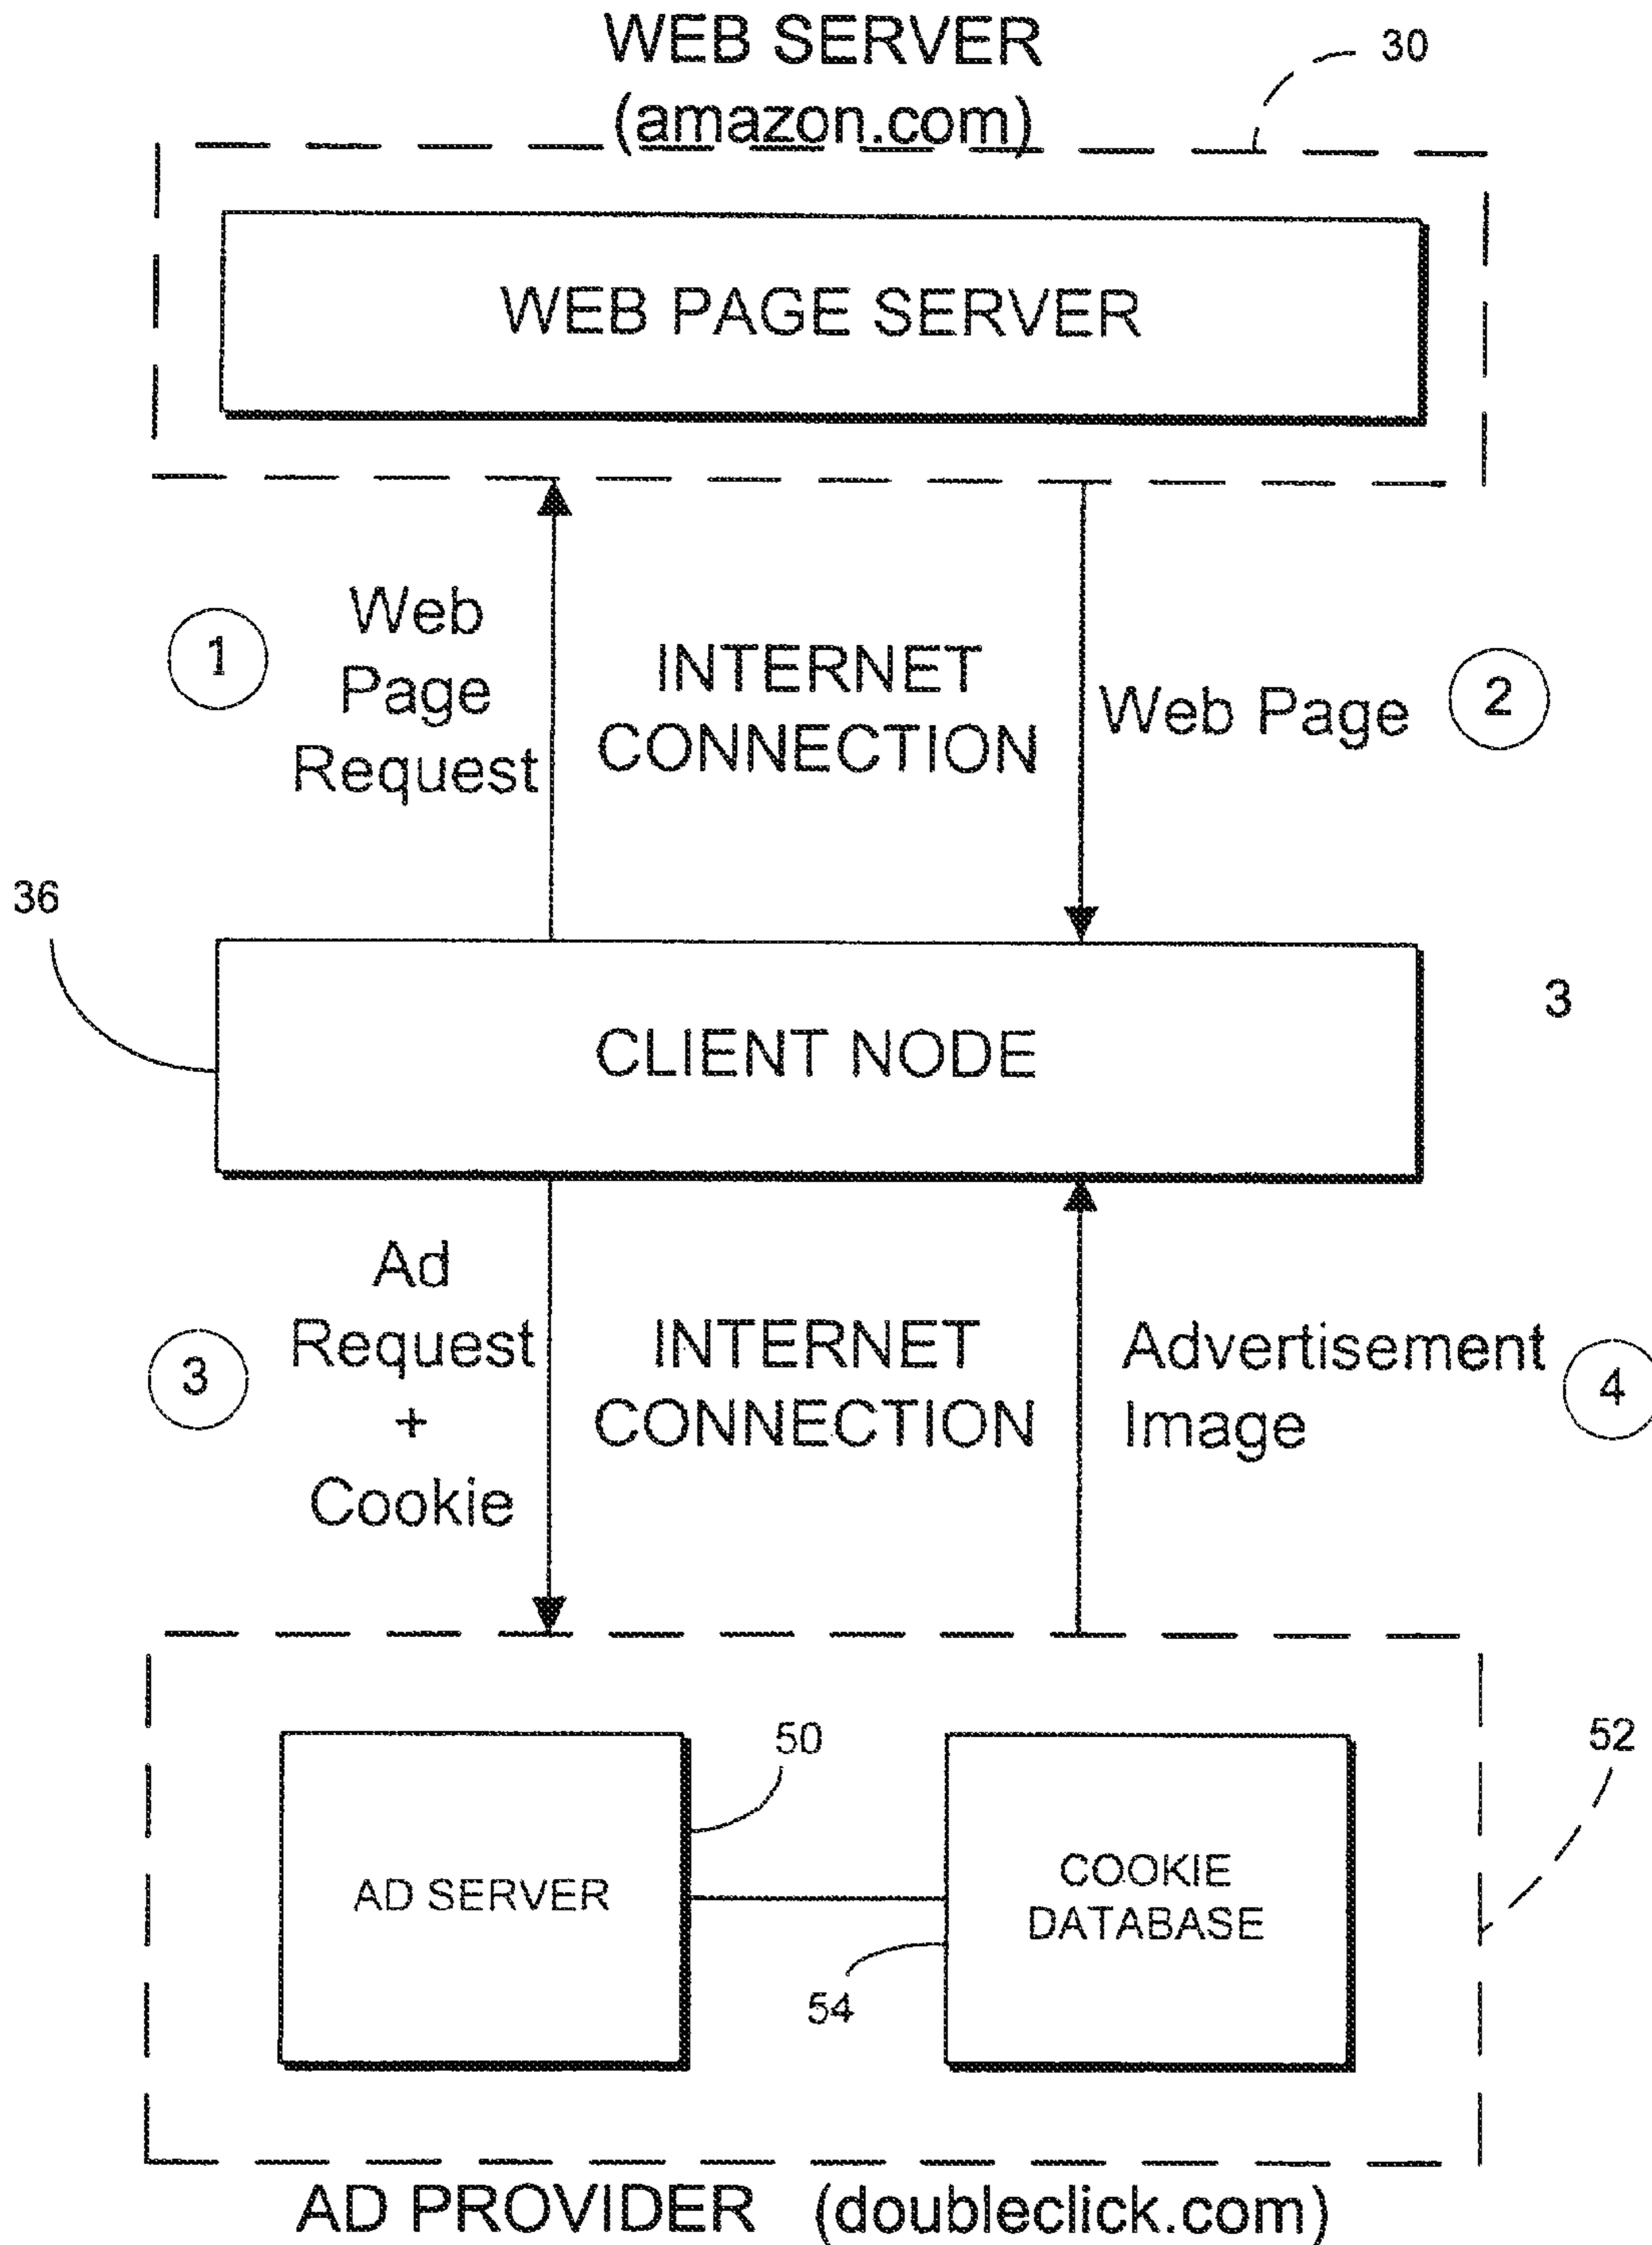 WEB SERVER
(amazon.com)
30
WEB PAGE SERVER
1
Web
Page
Request
INTERNET
CONNECTION
Web Page
2
36
CLIENT NODE
3
3
Ad
Request
+
Cookie
INTERNET
CONNECTION
Advertisement
Image
4
50
52
AD SERVER
COOKIE
DATABASE
54
AD PROVIDER (doubleclick.com)